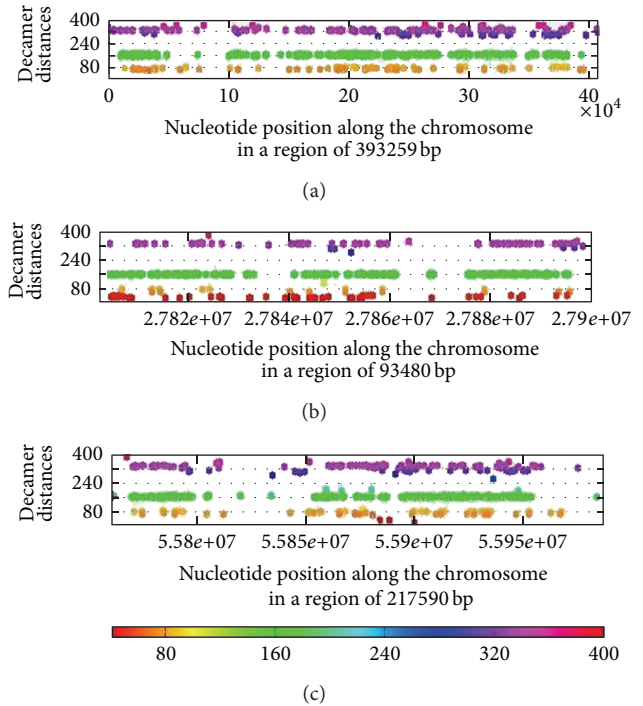 Decamer
distances
400
240
80
0 10 20 30 40
×10⁴
Nucleotide position along the chromosome
in a region of 393259 bp
(a)
Decamer
distances
400
240
80
2.782e+07 2.784e+07 2.786e+07 2.788e+07 2.79e+07
Nucleotide position along the chromosome
in a region of 93480 bp
(b)
Decamer
distances
400
240
80
5.58e+07 5.585e+07 5.59e+07 5.595e+07
Nucleotide position along the chromosome
in a region of 217590 bp
80 160 240 320 400
(c)